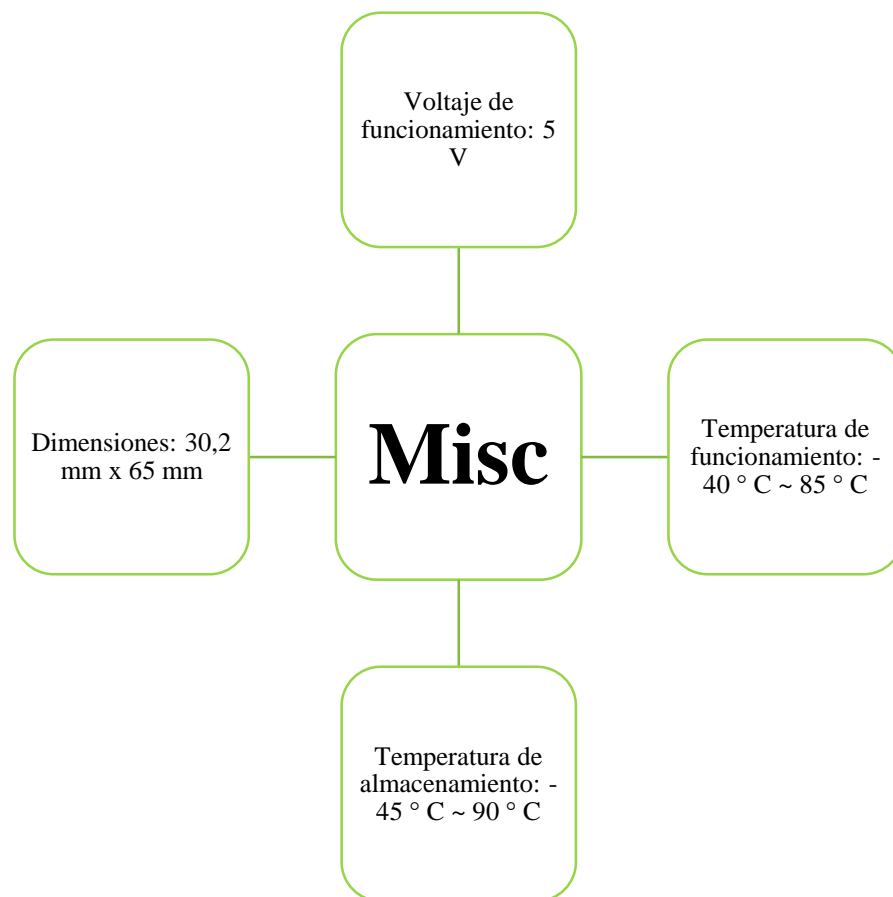 Voltaje de
funcionamiento: 5
V
Dimensiones: 30,2
mm x 65 mm
Misc
Temperatura de
funcionamiento: -
40 ° C ~ 85 ° C
Temperatura de
almacenamiento: -
45 ° C ~ 90 ° C